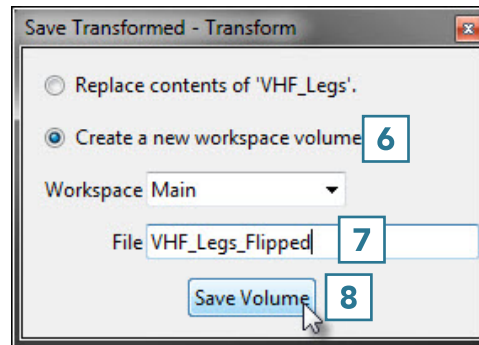 Save Transformed - Transform
Replace contents of 'VHF_Legs'.
Create a new workspace volume 6
Workspace Main
File VHF_Legs_Flipped 7
Save Volume 8